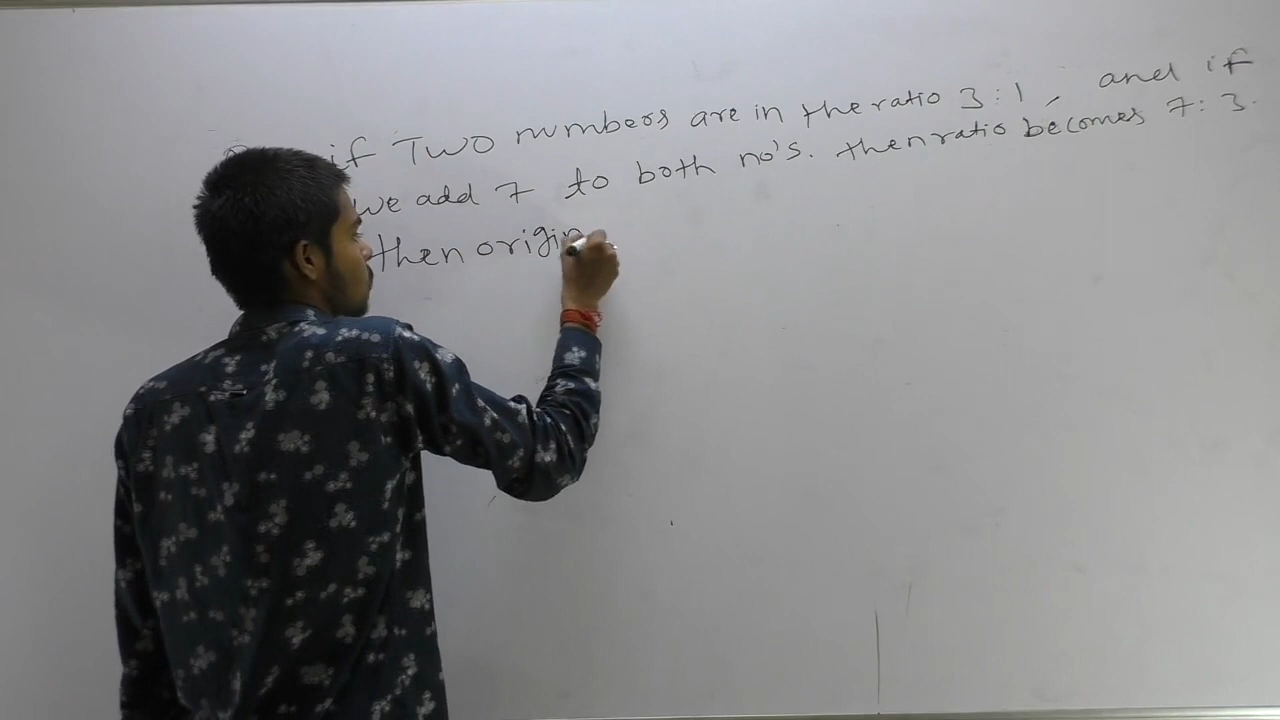 if Two numbers are in the ratio 3:1, and if
we add 7 to both no's. then ratio becomes 7:3.
then origin